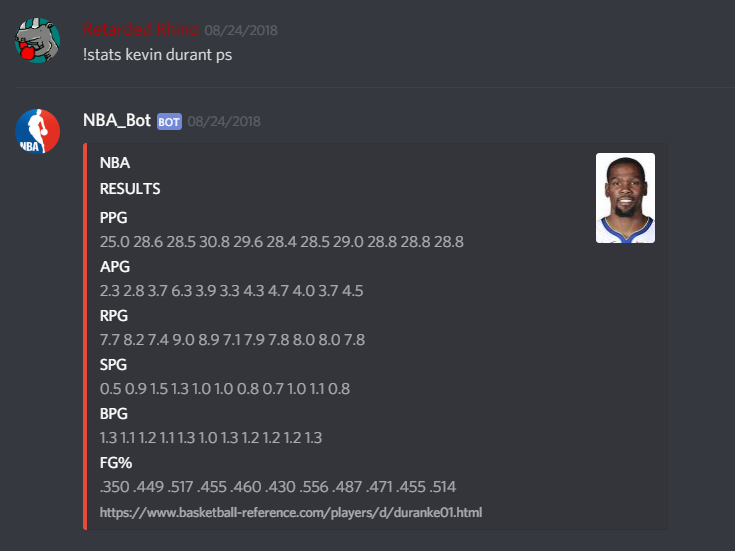 Retarded Rhino 08/24/2018
!stats kevin durant ps
NBA_Bot BOT 08/24/2018
NBA
NBA
RESULTS
PPG
25.0 28.6 28.5 30.8 29.6 28.4 28.5 29.0 28.8 28.8 28.8
APG
2.3 2.8 3.7 6.3 3.9 3.3 4.3 4.7 4.0 3.7 4.5
RPG
7.7 8.2 7.4 9.0 8.9 7.1 7.9 7.8 8.0 8.0 7.8
SPG
0.5 0.9 1.5 1.3 1.0 1.0 0.8 0.7 1.0 1.1 0.8
BPG
1.3 1.1 1.2 1.1 1.3 1.0 1.3 1.2 1.2 1.2 1.3
FG%
.350 .449 .517 .455 .460 .430 .556 .487 .471 .455 .514
https://www.basketball-reference.com/players/d/duranke01.html